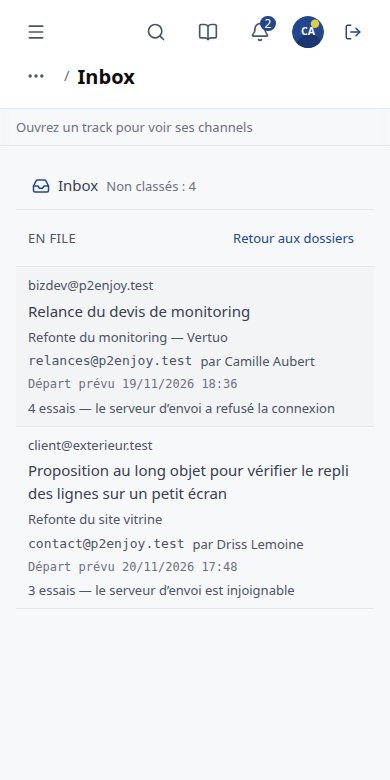 2
CA
... / Inbox
Ouvrez un track pour voir ses channels
Inbox Non classés : 4
EN FILE Retour aux dossiers
bizdev@p2enjoy.test
Relance du devis de monitoring
Refonte du monitoring — Vertuo
relances@p2enjoy.test par Camille Aubert
Départ prévu 19/11/2026 18:36
4 essais — le serveur d’envoi a refusé la connexion
client@exterieur.test
Proposition au long objet pour vérifier le repli
des lignes sur un petit écran
Refonte du site vitrine
contact@p2enjoy.test par Driss Lemoine
Départ prévu 20/11/2026 17:48
3 essais — le serveur d’envoi est injoignable